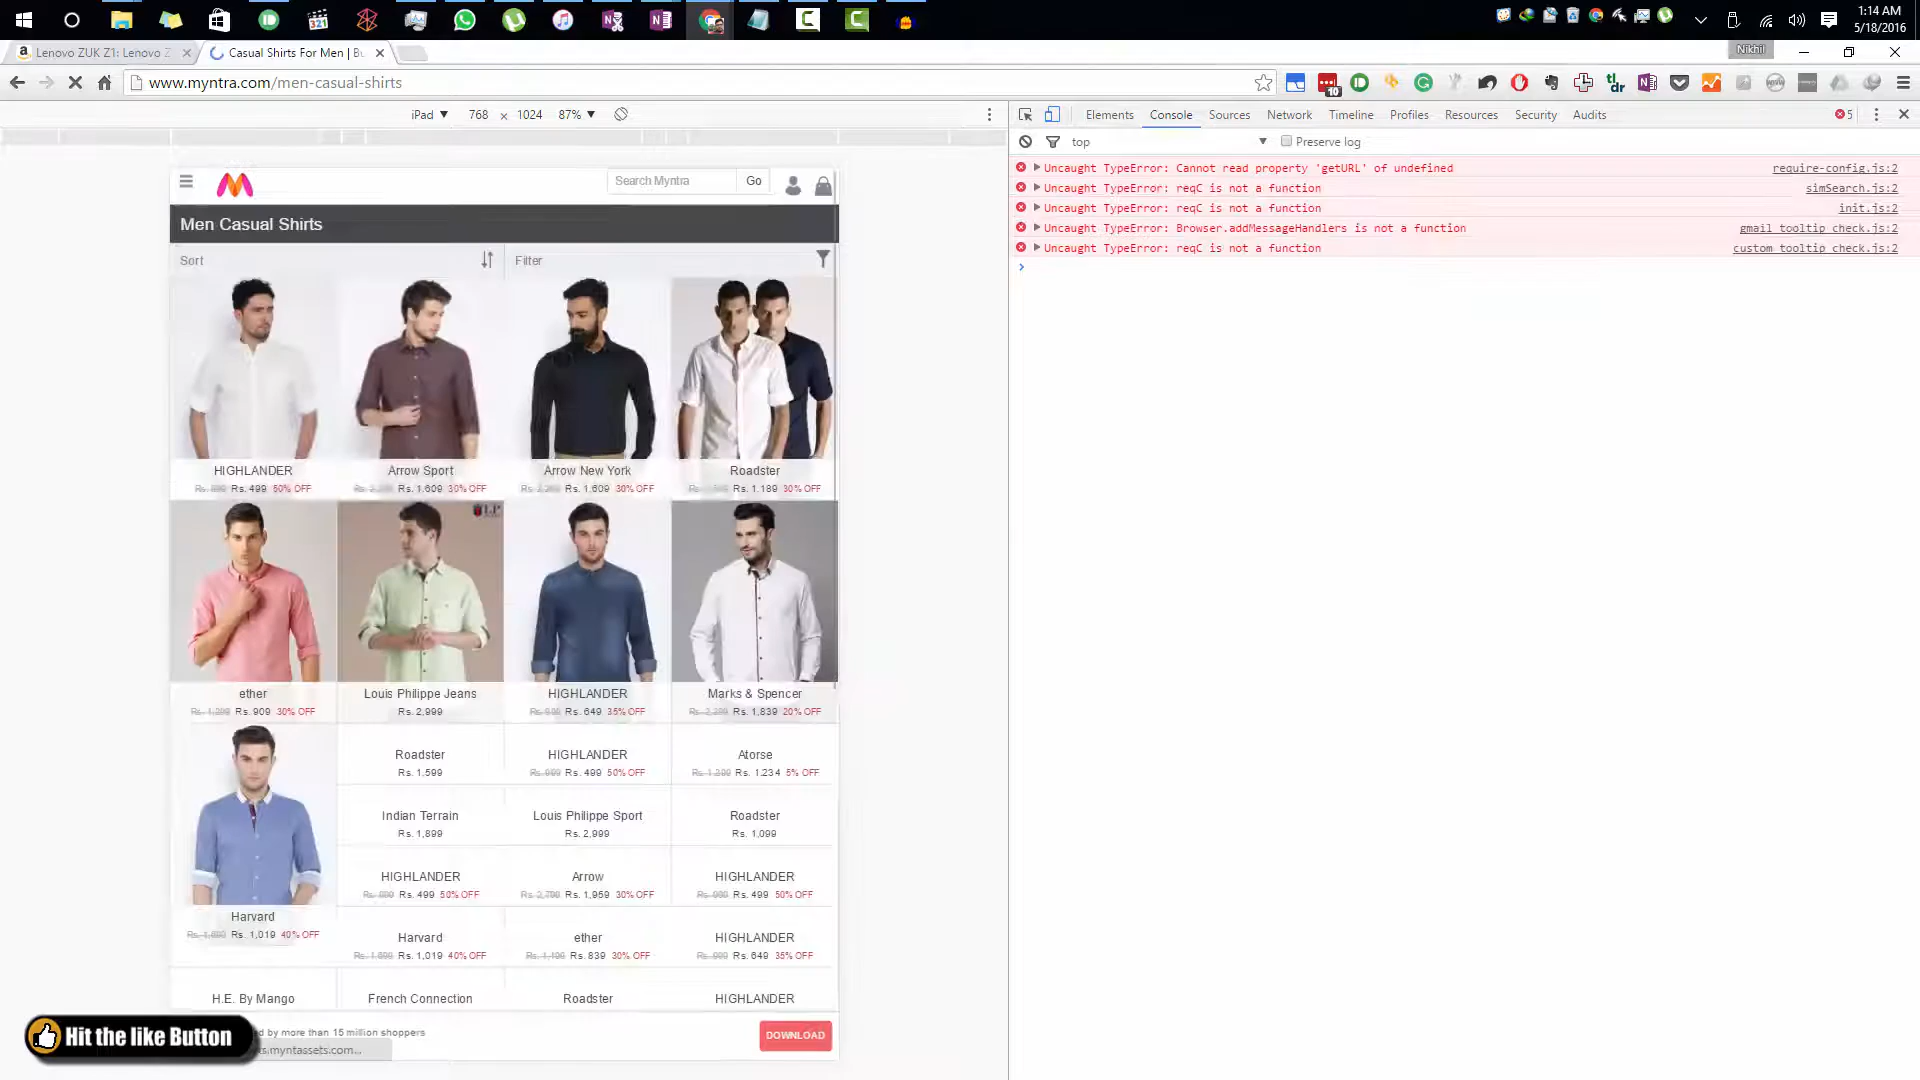 1:14 AM
5/18/2016
Lenovo ZUK Z1: Lenovo Z
Casual Shirts For Men | Bu
Nikhil
www.myntra.com/men-casual-shirts
10
iPad 768 × 1024 87%
Elements Console Sources Network Timeline Profiles Resources Security Audits 5
top Preserve log
Uncaught TypeError: Cannot read property 'getURL' of undefined require-config.js:2
Uncaught TypeError: reqC is not a function simSearch.js:2
Uncaught TypeError: reqC is not a function init.js:2
Uncaught TypeError: Browser.addMessageHandlers is not a function gmail tooltip check.js:2
Uncaught TypeError: reqC is not a function custom tooltip check.js:2
Search Myntra Go
Men Casual Shirts
Sort Filter
LP
HIGHLANDER Arrow Sport Arrow New York Roadster
Rs. 499 50% OFF Rs. 1,609 30% OFF Rs. 1,609 30% OFF Rs. 1,189 30% OFF
ether Louis Philippe Jeans HIGHLANDER Marks & Spencer
Rs. 909 30% OFF Rs. 2,999 Rs. 649 35% OFF Rs. 1,839 20% OFF
Roadster HIGHLANDER Atorse
Rs. 1,599 Rs. 499 50% OFF Rs. 1,234 5% OFF
Indian Terrain Louis Philippe Sport Roadster
Rs. 1,899 Rs. 2,999 Rs. 1,099
HIGHLANDER Arrow HIGHLANDER
Rs. 499 50% OFF Rs. 1,959 30% OFF Rs. 499 50% OFF
Harvard
Rs. 1,019 40% OFF
Harvard ether HIGHLANDER
Rs. 1,019 40% OFF Rs. 839 30% OFF Rs. 649 35% OFF
H.E. By Mango French Connection Roadster HIGHLANDER
d by more than 15 million shoppers
DOWNLOAD
Hit the like Button
s.myntassets.com...